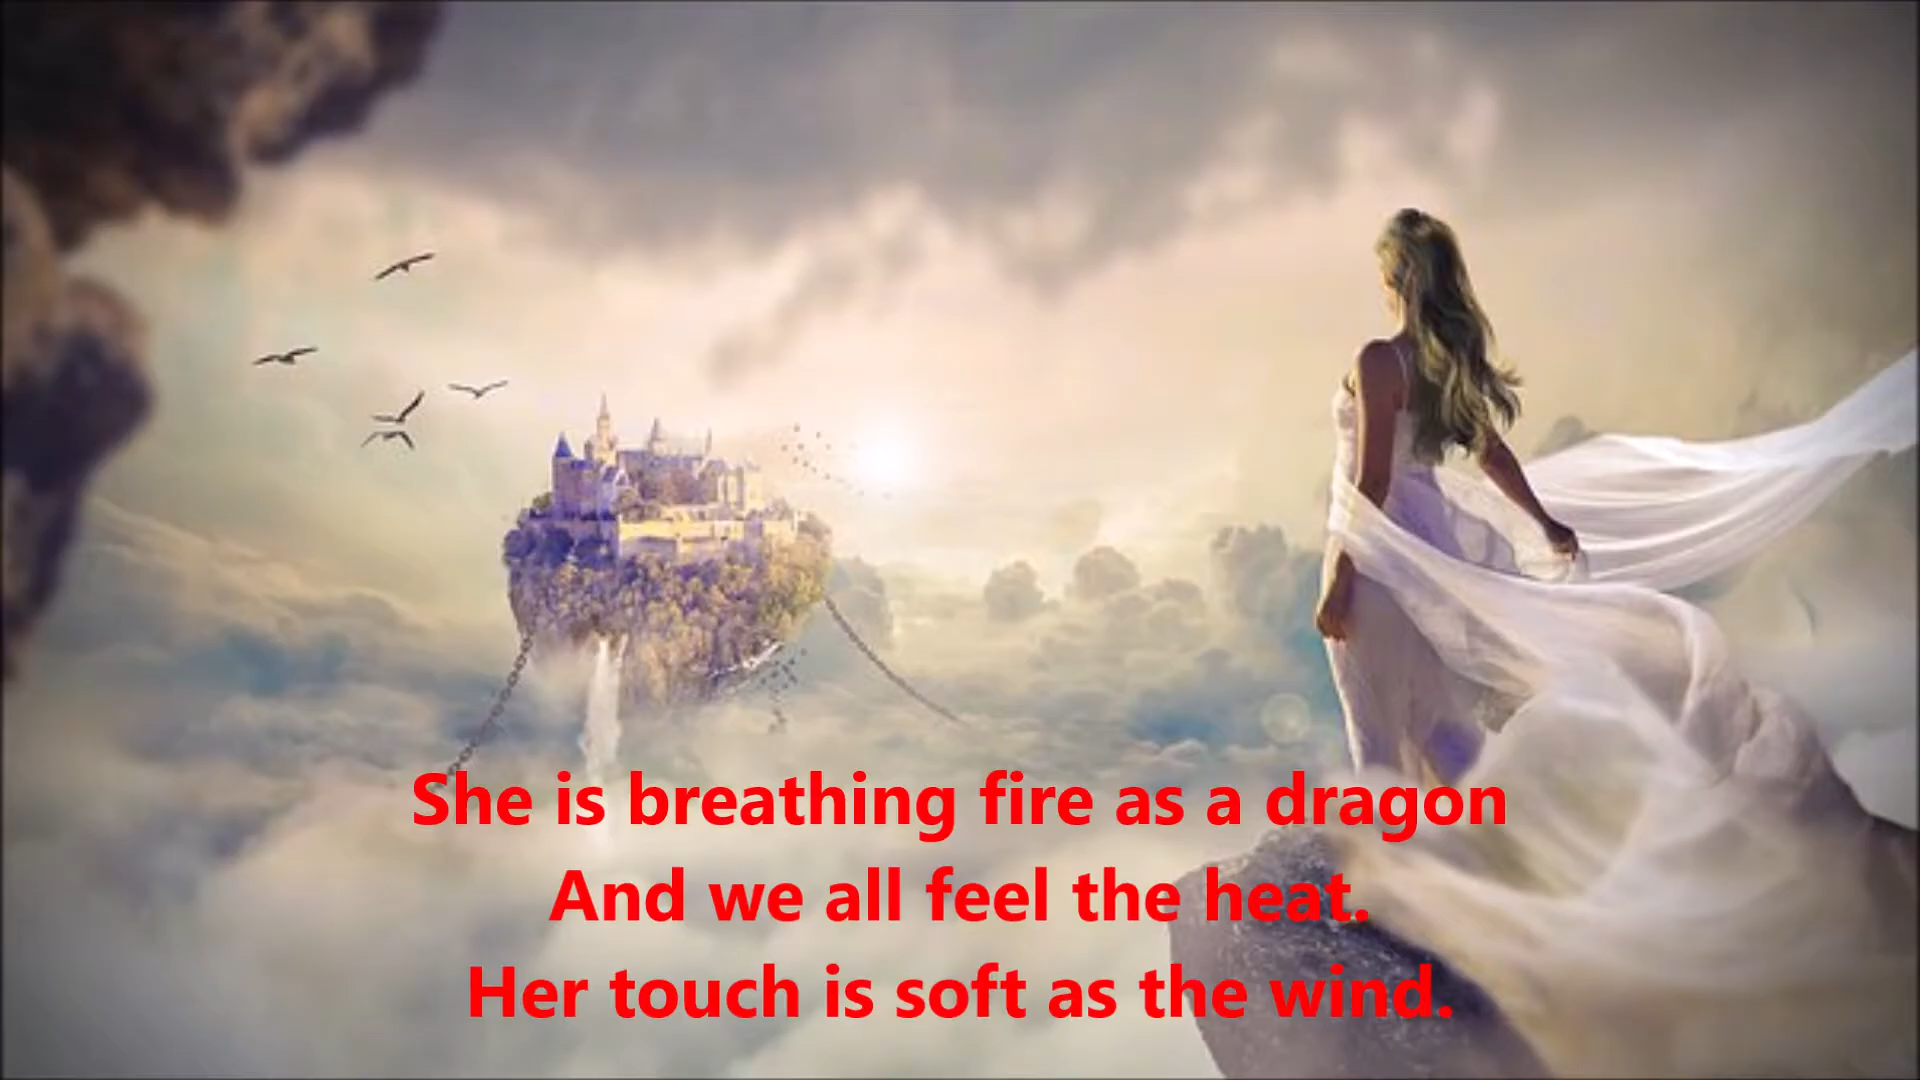 She is breathing fire as a dragon
And we all feel the heat.
Her touch is soft as the wind.